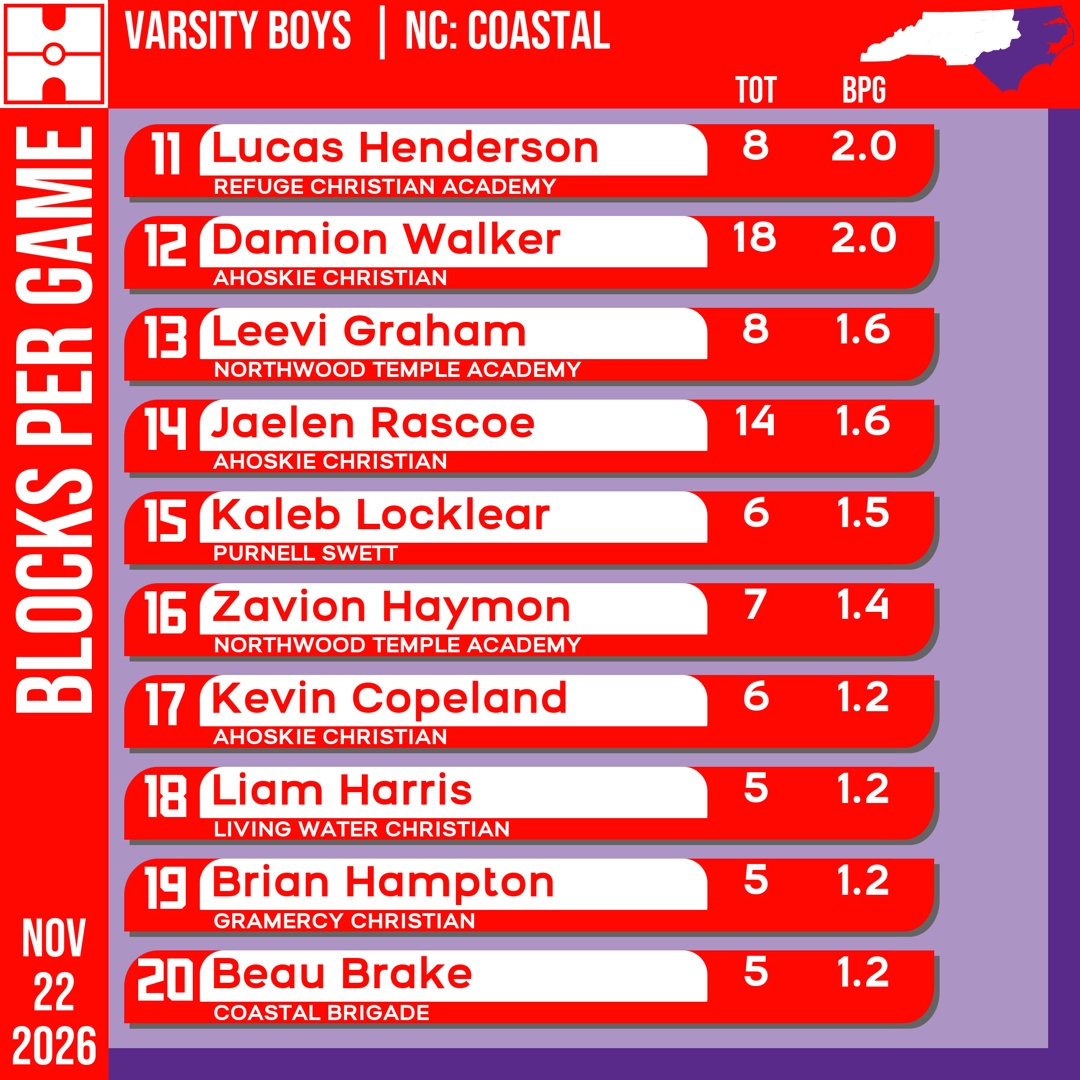 VARSITY BOYS | NC: COASTAL
TOT BPG
BLOCKS PER GAME
11 Lucas Henderson 8 2.0
REFUGE CHRISTIAN ACADEMY
12 Damion Walker 18 2.0
AHOSKIE CHRISTIAN
13 Leevi Graham 8 1.6
NORTHWOOD TEMPLE ACADEMY
14 Jaelen Rascoe 14 1.6
AHOSKIE CHRISTIAN
15 Kaleb Locklear 6 1.5
PURNELL SWETT
16 Zavion Haymon 7 1.4
NORTHWOOD TEMPLE ACADEMY
17 Kevin Copeland 6 1.2
AHOSKIE CHRISTIAN
18 Liam Harris 5 1.2
LIVING WATER CHRISTIAN
19 Brian Hampton 5 1.2
GRAMERCY CHRISTIAN
20 Beau Brake 5 1.2
COASTAL BRIGADE
NOV
22
2026